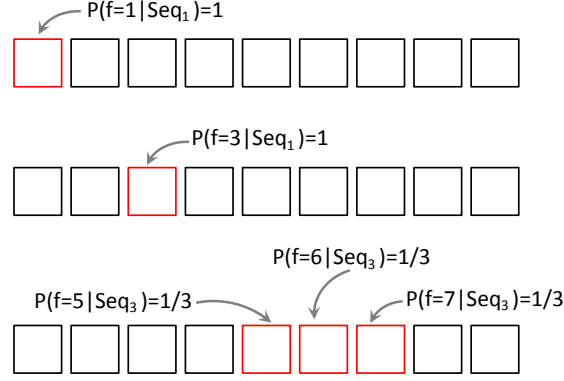 P(f=1|Seq₁)=1
P(f=3|Seq₁)=1
P(f=6|Seq₃)=1/3
P(f=5|Seq₃)=1/3
P(f=7|Seq₃)=1/3